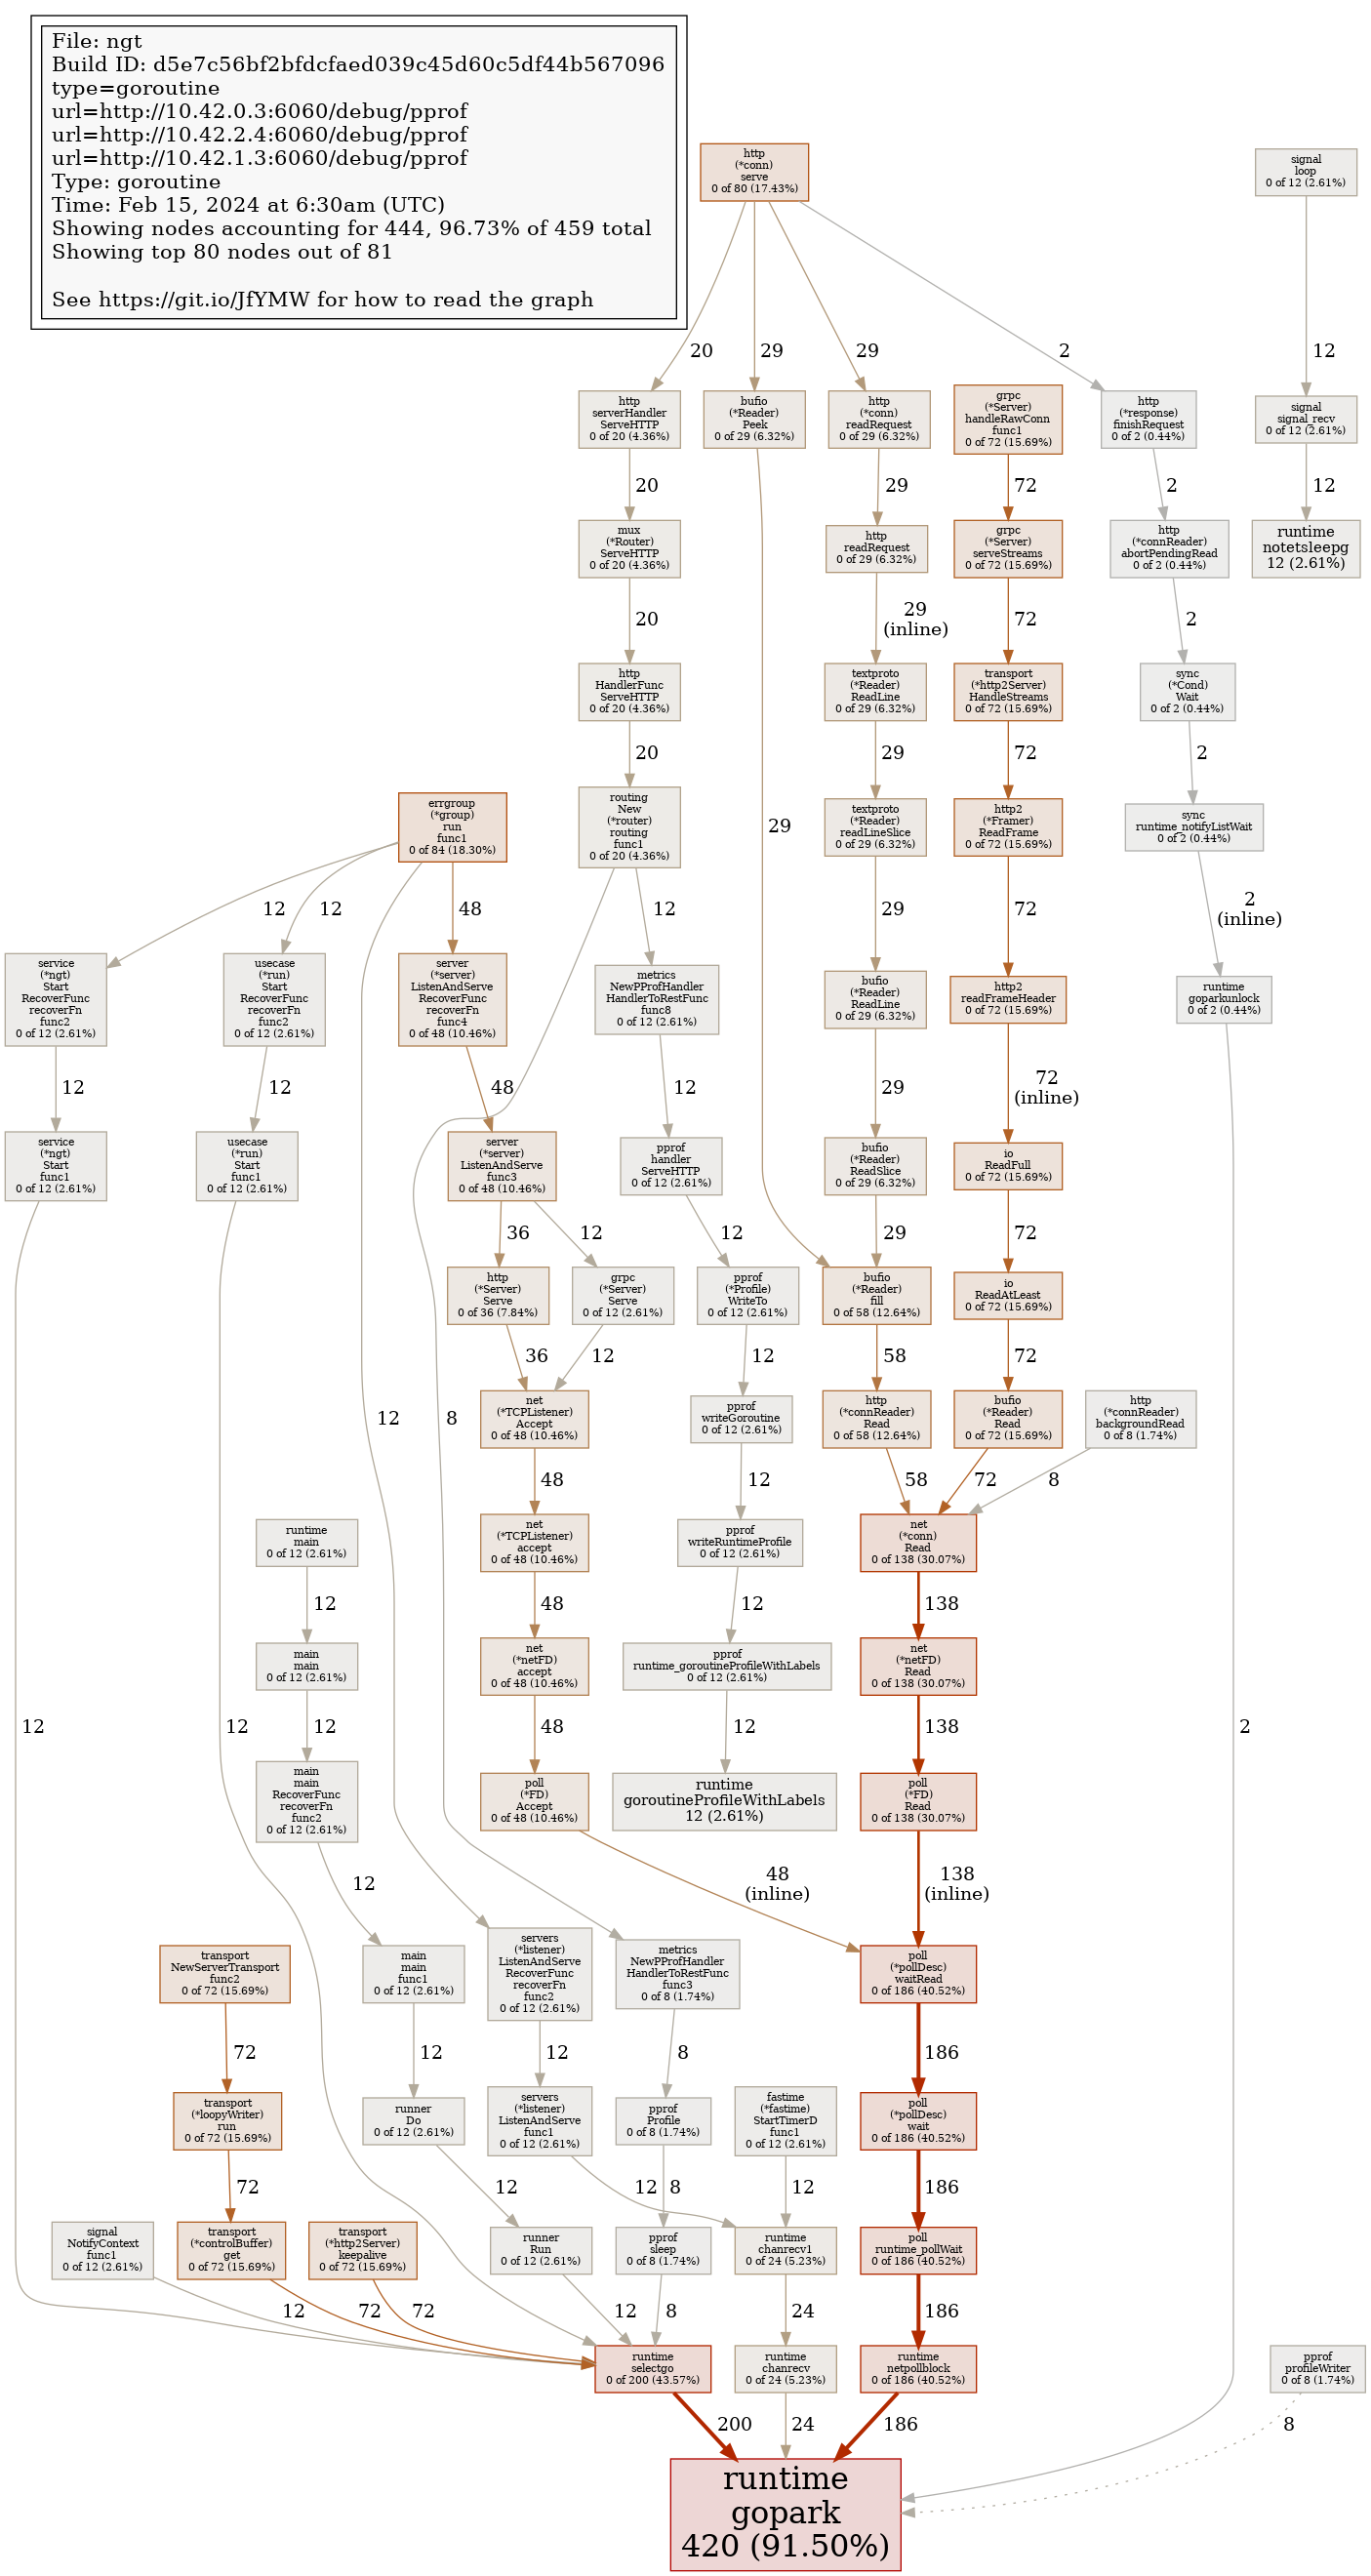 File: ngt
Build ID: d5e7c56bf2bfdcfaed039c45d60c5df44b567096
type=goroutine
url=http://10.42.0.3:6060/debug/pprof
url=http://10.42.2.4:6060/debug/pprof
url=http://10.42.1.3:6060/debug/pprof
Type: goroutine
Time: Feb 15, 2024 at 6:30am (UTC)
Showing nodes accounting for 444, 96.73% of 459 total
Showing top 80 nodes out of 81
See https://git.io/JfYMW for how to read the graph
http
(*conn)
serve
0 of 80 (17.43%)
signal
loop
0 of 12 (2.61%)
20
29
29
2
12
http
serverHandler
ServeHTTP
0 of 20 (4.36%)
bufio
(*Reader)
Peek
0 of 29 (6.32%)
http
(*conn)
readRequest
0 of 29 (6.32%)
grpc
(*Server)
handleRawConn
func1
0 of 72 (15.69%)
http
(*response)
finishRequest
0 of 2 (0.44%)
signal
signal_recv
0 of 12 (2.61%)
20
29
72
2
12
mux
(*Router)
ServeHTTP
0 of 20 (4.36%)
http
readRequest
0 of 29 (6.32%)
grpc
(*Server)
serveStreams
0 of 72 (15.69%)
http
(*connReader)
abortPendingRead
0 of 2 (0.44%)
runtime
notetsleepg
12 (2.61%)
20
29
(inline)
72
2
http
HandlerFunc
ServeHTTP
0 of 20 (4.36%)
textproto
(*Reader)
ReadLine
0 of 29 (6.32%)
transport
(*http2Server)
HandleStreams
0 of 72 (15.69%)
sync
(*Cond)
Wait
0 of 2 (0.44%)
20
29
72
2
errgroup
(*group)
run
func1
0 of 84 (18.30%)
routing
New
(*router)
routing
func1
0 of 20 (4.36%)
29
textproto
(*Reader)
readLineSlice
0 of 29 (6.32%)
http2
(*Framer)
ReadFrame
0 of 72 (15.69%)
sync
runtime_notifyListWait
0 of 2 (0.44%)
12
12
48
12
29
72
2
(inline)
service
(*ngt)
Start
RecoverFunc
recoverFn
func2
0 of 12 (2.61%)
usecase
(*run)
Start
RecoverFunc
recoverFn
func2
0 of 12 (2.61%)
server
(*server)
ListenAndServe
RecoverFunc
recoverFn
func4
0 of 48 (10.46%)
metrics
NewPProfHandler
HandlerToRestFunc
func8
0 of 12 (2.61%)
bufio
(*Reader)
ReadLine
0 of 29 (6.32%)
http2
readFrameHeader
0 of 72 (15.69%)
runtime
goparkunlock
0 of 2 (0.44%)
12
12
48
12
29
72
(inline)
service
(*ngt)
Start
func1
0 of 12 (2.61%)
usecase
(*run)
Start
func1
0 of 12 (2.61%)
server
(*server)
ListenAndServe
func3
0 of 48 (10.46%)
pprof
handler
ServeHTTP
0 of 12 (2.61%)
bufio
(*Reader)
ReadSlice
0 of 29 (6.32%)
io
ReadFull
0 of 72 (15.69%)
36
12
12
29
72
http
(*Server)
Serve
0 of 36 (7.84%)
grpc
(*Server)
Serve
0 of 12 (2.61%)
pprof
(*Profile)
WriteTo
0 of 12 (2.61%)
bufio
(*Reader)
fill
0 of 58 (12.64%)
io
ReadAtLeast
0 of 72 (15.69%)
36
12
12
58
72
12
8
net
(*TCPListener)
Accept
0 of 48 (10.46%)
pprof
writeGoroutine
0 of 12 (2.61%)
http
(*connReader)
Read
0 of 58 (12.64%)
bufio
(*Reader)
Read
0 of 72 (15.69%)
http
(*connReader)
backgroundRead
0 of 8 (1.74%)
48
12
58
72
8
runtime
main
0 of 12 (2.61%)
net
(*TCPListener)
accept
0 of 48 (10.46%)
pprof
writeRuntimeProfile
0 of 12 (2.61%)
net
(*conn)
Read
0 of 138 (30.07%)
12
48
12
138
main
main
0 of 12 (2.61%)
net
(*netFD)
accept
0 of 48 (10.46%)
pprof
runtime_goroutineProfileWithLabels
0 of 12 (2.61%)
net
(*netFD)
Read
0 of 138 (30.07%)
12
12
12
48
12
138
2
main
main
RecoverFunc
recoverFn
func2
0 of 12 (2.61%)
poll
(*FD)
Accept
0 of 48 (10.46%)
runtime
goroutineProfileWithLabels
12 (2.61%)
poll
(*FD)
Read
0 of 138 (30.07%)
12
48
(inline)
138
(inline)
transport
NewServerTransport
func2
0 of 72 (15.69%)
main
main
func1
0 of 12 (2.61%)
servers
(*listener)
ListenAndServe
RecoverFunc
recoverFn
func2
0 of 12 (2.61%)
metrics
NewPProfHandler
HandlerToRestFunc
func3
0 of 8 (1.74%)
poll
(*pollDesc)
waitRead
0 of 186 (40.52%)
72
12
12
8
186
transport
(*loopyWriter)
run
0 of 72 (15.69%)
runner
Do
0 of 12 (2.61%)
servers
(*listener)
ListenAndServe
func1
0 of 12 (2.61%)
pprof
Profile
0 of 8 (1.74%)
fastime
(*fastime)
StartTimerD
func1
0 of 12 (2.61%)
poll
(*pollDesc)
wait
0 of 186 (40.52%)
72
12
12
8
12
186
signal
NotifyContext
func1
0 of 12 (2.61%)
transport
(*controlBuffer)
get
0 of 72 (15.69%)
transport
(*http2Server)
keepalive
0 of 72 (15.69%)
runner
Run
0 of 12 (2.61%)
pprof
sleep
0 of 8 (1.74%)
runtime
chanrecv1
0 of 24 (5.23%)
poll
runtime_pollWait
0 of 186 (40.52%)
12
72
72
12
8
24
186
runtime
selectgo
0 of 200 (43.57%)
runtime
chanrecv
0 of 24 (5.23%)
runtime
netpollblock
0 of 186 (40.52%)
pprof
profileWriter
0 of 8 (1.74%)
200
24
186
8
runtime
gopark
420 (91.50%)